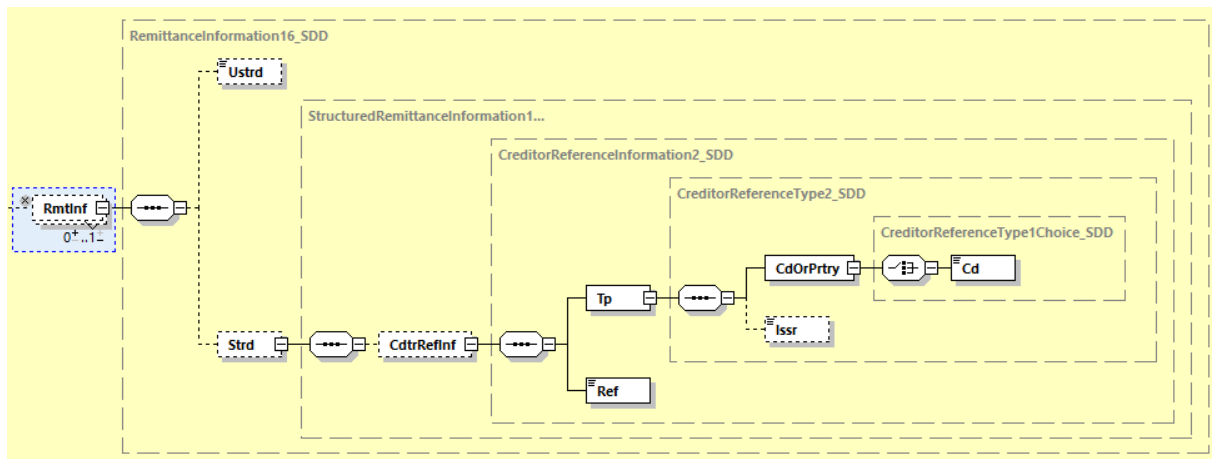 RemittanceInformation16_SDD
Ustrd
StructuredRemittanceInformation1...
CreditorReferenceInformation2_SDD
CreditorReferenceType2_SDD
RmtInf
0..1
CreditorReferenceType1Choice_SDD
CdOrPrtry
Cd
Tp
Issr
Strd
CdtrRefInf
Ref